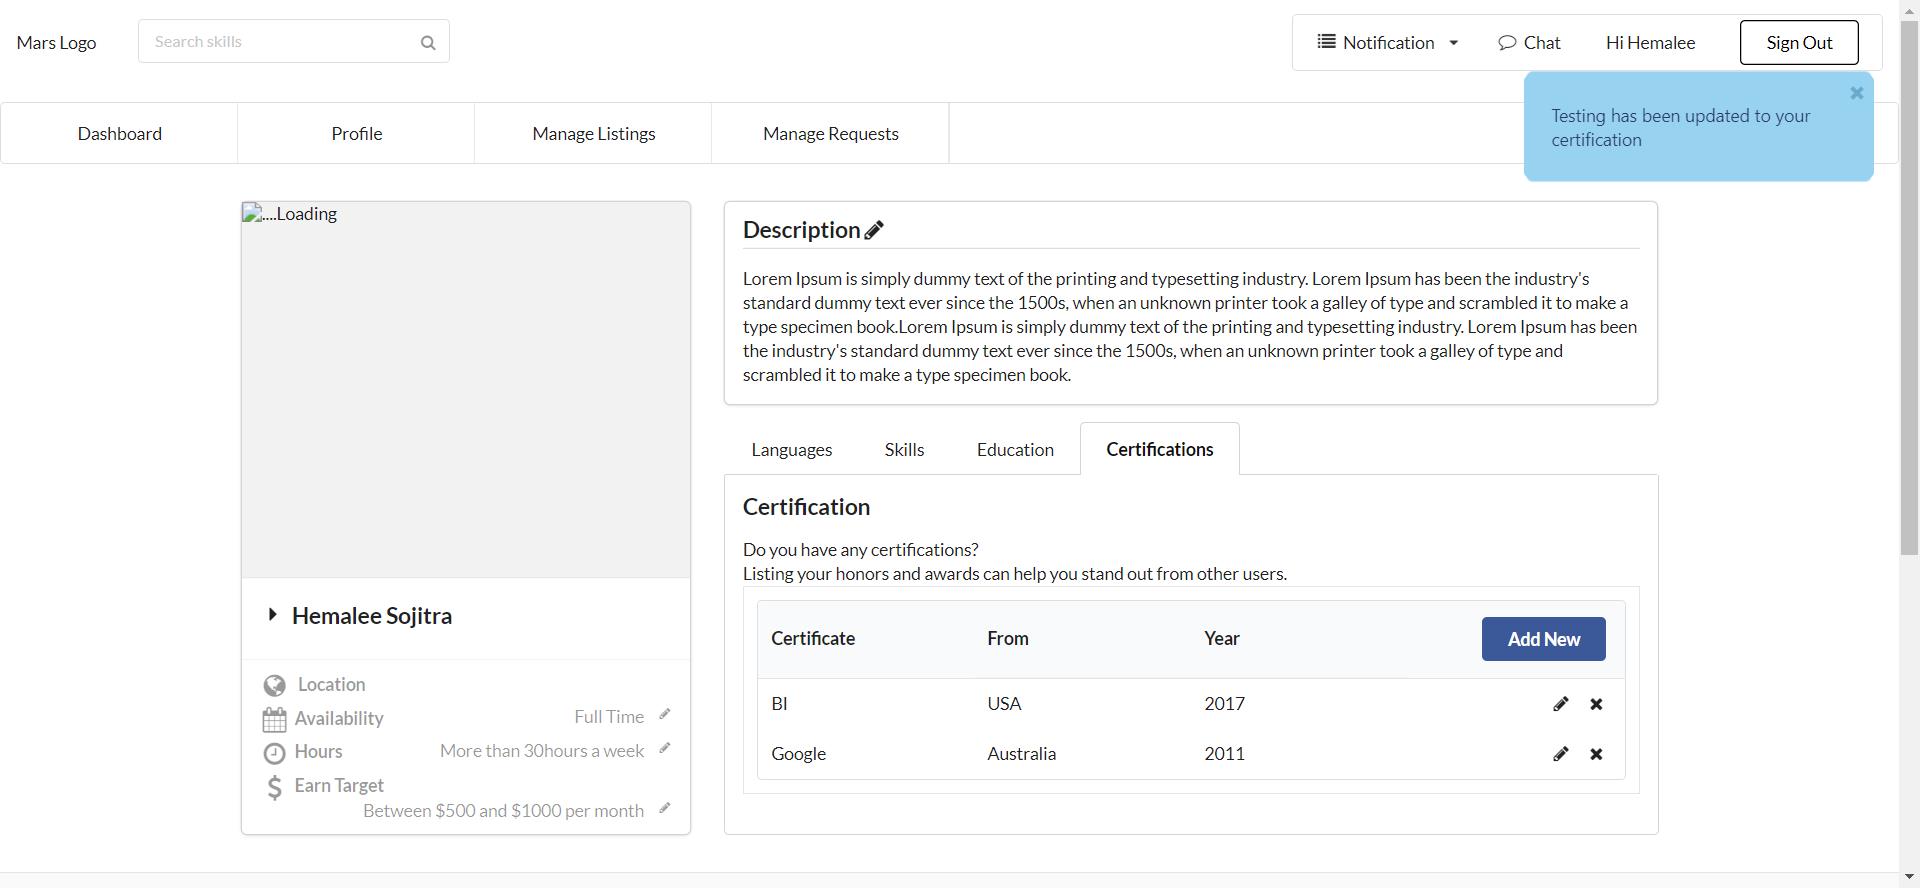 Mars Logo
Search skills
Notification
Chat
Hi Hemalee
Sign Out
Testing has been updated to your
certification
Dashboard
Profile
Manage Listings
Manage Requests
....Loading
Hemalee Sojitra
Location
Availability
Full Time
Hours
More than 30hours a week
Earn Target
Between $500 and $1000 per month
Description
Lorem Ipsum is simply dummy text of the printing and typesetting industry. Lorem Ipsum has been the industry's
standard dummy text ever since the 1500s, when an unknown printer took a galley of type and scrambled it to make a
type specimen book.Lorem Ipsum is simply dummy text of the printing and typesetting industry. Lorem Ipsum has been
the industry's standard dummy text ever since the 1500s, when an unknown printer took a galley of type and
scrambled it to make a type specimen book.
Languages
Skills
Education
Certifications
Certification
Do you have any certifications?
Listing your honors and awards can help you stand out from other users.
Certificate From Year Add New
BI USA 2017
Google Australia 2011